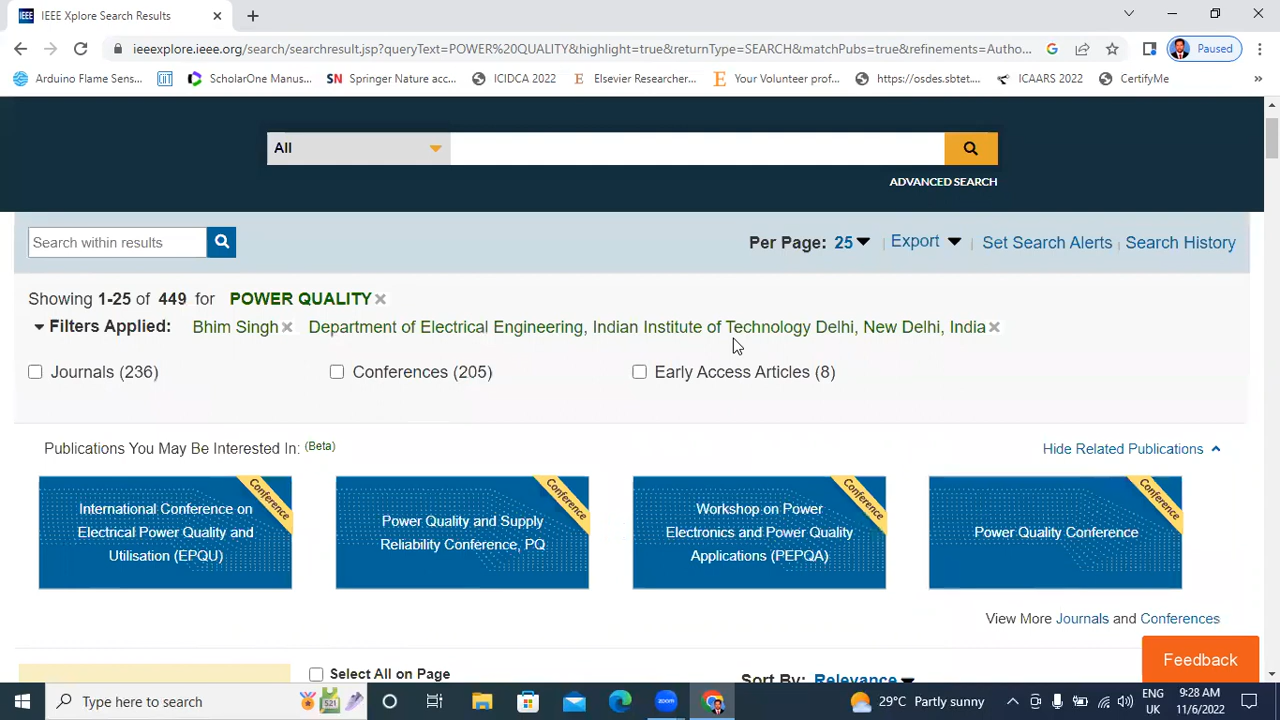 IEEE Xplore Search Results
ieeexplore.ieee.org/search/searchresult.jsp?queryText=POWER%20QUALITY&highlight=true&returnType=SEARCH&matchPubs=true&refinements=Autho...
Paused
Arduino Flame Sens... ScholarOne Manus... SN Springer Nature acc... ICIDCA 2022 E Elsevier Researcher... E Your Volunteer prof... https://osdes.sbtet.... ICAARS 2022 CertifyMe »
All
ADVANCED SEARCH
Search within results
Per Page: 25 | Export | Set Search Alerts | Search History
Showing 1-25 of 449 for POWER QUALITY ×
Filters Applied: Bhim Singh × Department of Electrical Engineering, Indian Institute of Technology Delhi, New Delhi, India ×
Journals (236) Conferences (205) Early Access Articles (8)
Publications You May Be Interested In: (Beta)
Hide Related Publications
Conference
International Conference on
Electrical Power Quality and
Utilisation (EPQU)
Conference
Power Quality and Supply
Reliability Conference, PQ
Conference
Workshop on Power
Electronics and Power Quality
Applications (PEPQA)
Conference
Power Quality Conference
View More Journals and Conferences
Select All on Page
Sort By: Relevance
Feedback
Type here to search
521
zoom
29°C Partly sunny
ENG
UK
9:28 AM
11/6/2022